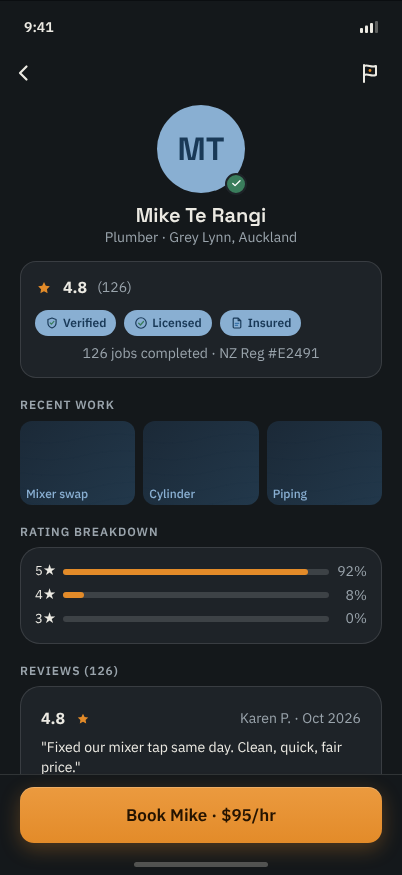 9:41
MT
Mike Te Rangi
Plumber · Grey Lynn, Auckland
★ 4.8 (126)
Verified Licensed Insured
126 jobs completed · NZ Reg #E2491
RECENT WORK
Mixer swap Cylinder Piping
RATING BREAKDOWN
5★ 92%
4★ 8%
3★ 0%
REVIEWS (126)
4.8 ★ Karen P. · Oct 2026
"Fixed our mixer tap same day. Clean, quick, fair
price."
Book Mike · $95/hr